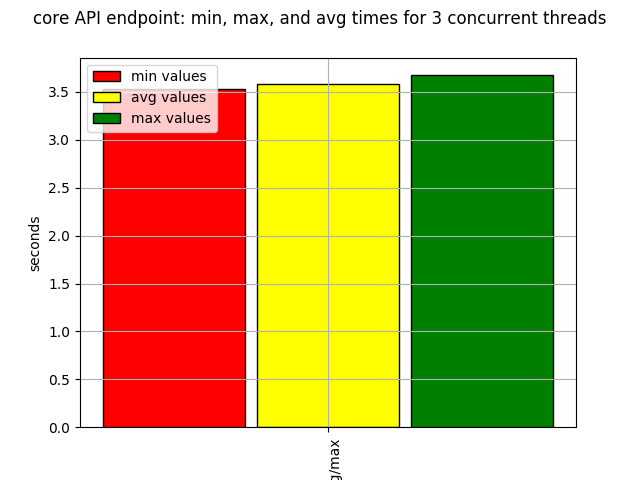 core API endpoint: min, max, and avg times for 3 concurrent threads
min values
avg values
max values
3.5
3.0
2.5
2.0
1.5
1.0
0.5
0.0
seconds
g/max